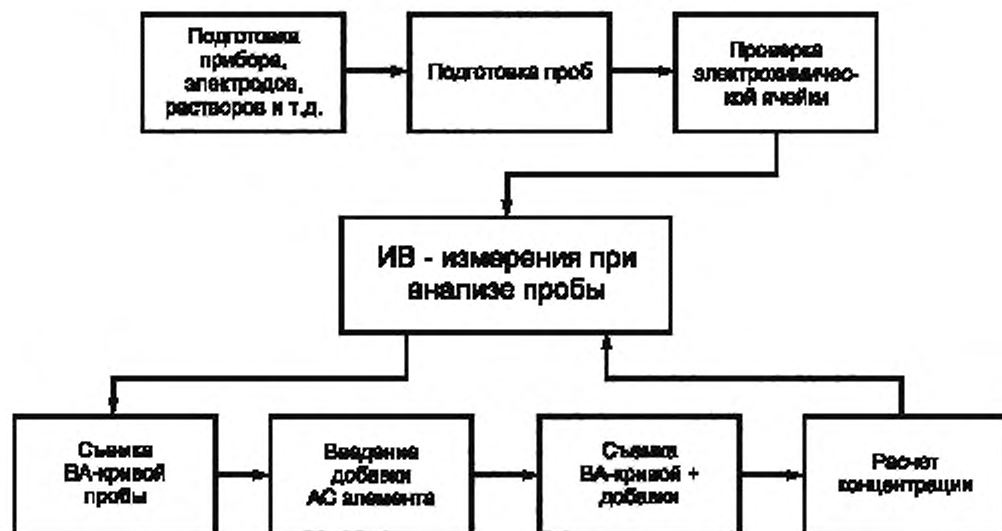 Подготовка
прибора,
электродов,
растворов и т.д.
Подготовка проб
Проверка
электрохимичес-
кой ячейки
ИВ - измерения при
анализе пробы
Съемка
ВА-кривой
пробы
Введение
добавки
АС элемента
Съемка
ВА-кривой +
добавки
Расчет
концентрации